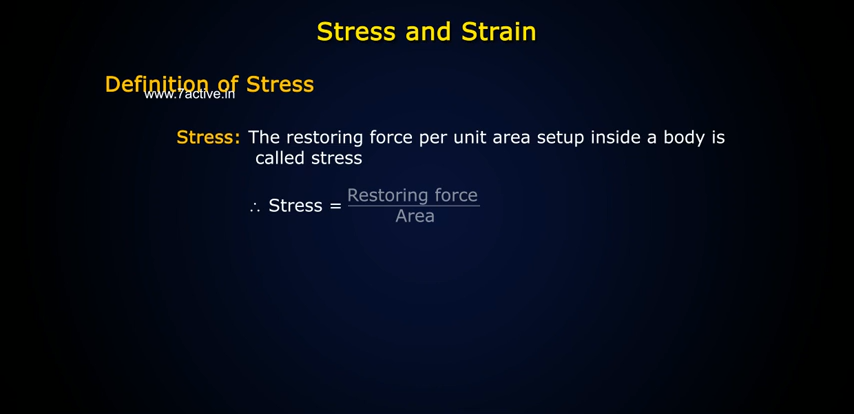 Stress and Strain
Definition of Stress
www.7active.in
Stress: The restoring force per unit area setup inside a body is
called stress
∴ Stress = Restoring force
Area